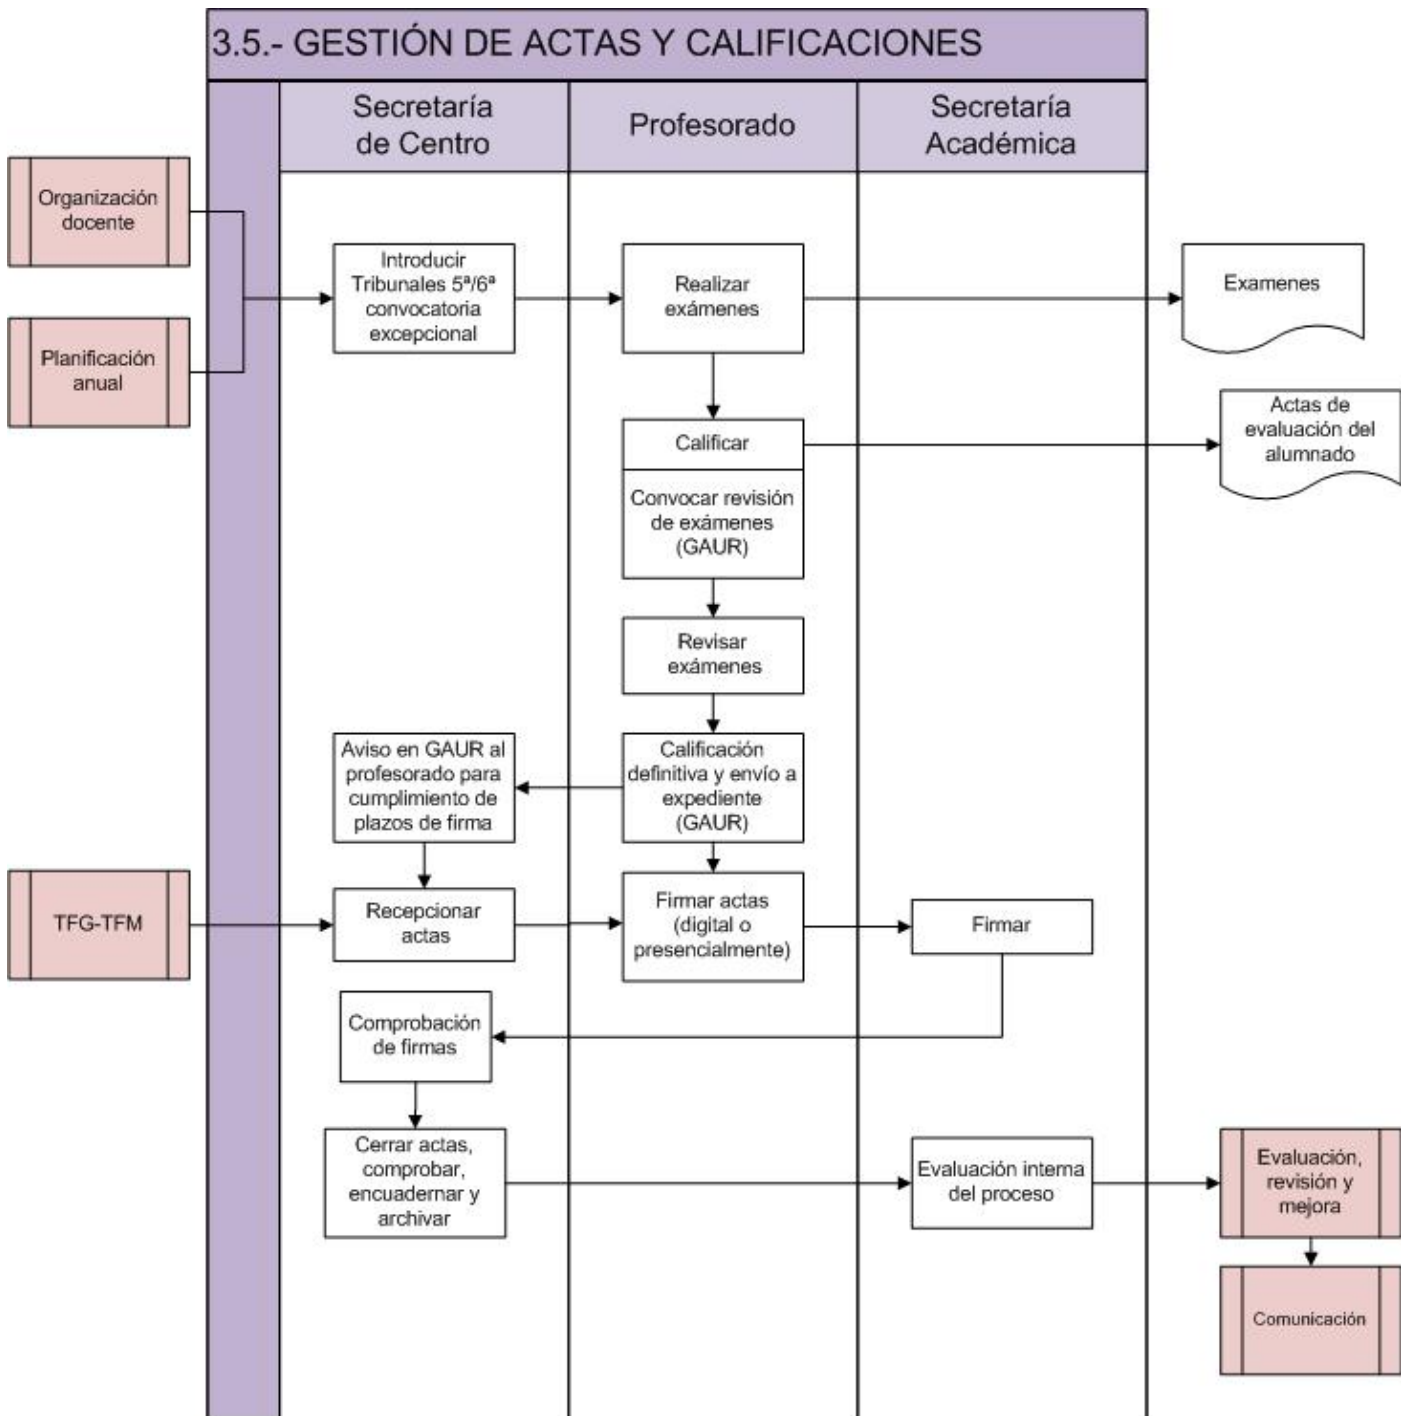 3.5.- GESTIÓN DE ACTAS Y CALIFICACIONES
Secretaría
de Centro
Profesorado
Secretaría
Académica
Organización
docente
Planificación
anual
Introducir
Tribunales 5ª/6ª
convocatoria
excepcional
Realizar
exámenes
Examenes
Calificar
Actas de
evaluación del
alumnado
Convocar revisión
de exámenes
(GAUR)
Revisar
exámenes
Aviso en GAUR al
profesorado para
cumplimiento de
plazos de firma
Calificación
definitiva y envío a
expediente
(GAUR)
TFG-TFM
Recepcionar
actas
Firmar actas
(digital o
presencialmente)
Firmar
Comprobación
de firmas
Cerrar actas,
comprobar,
encuadernar y
archivar
Evaluación interna
del proceso
Evaluación,
revisión y
mejora
Comunicación